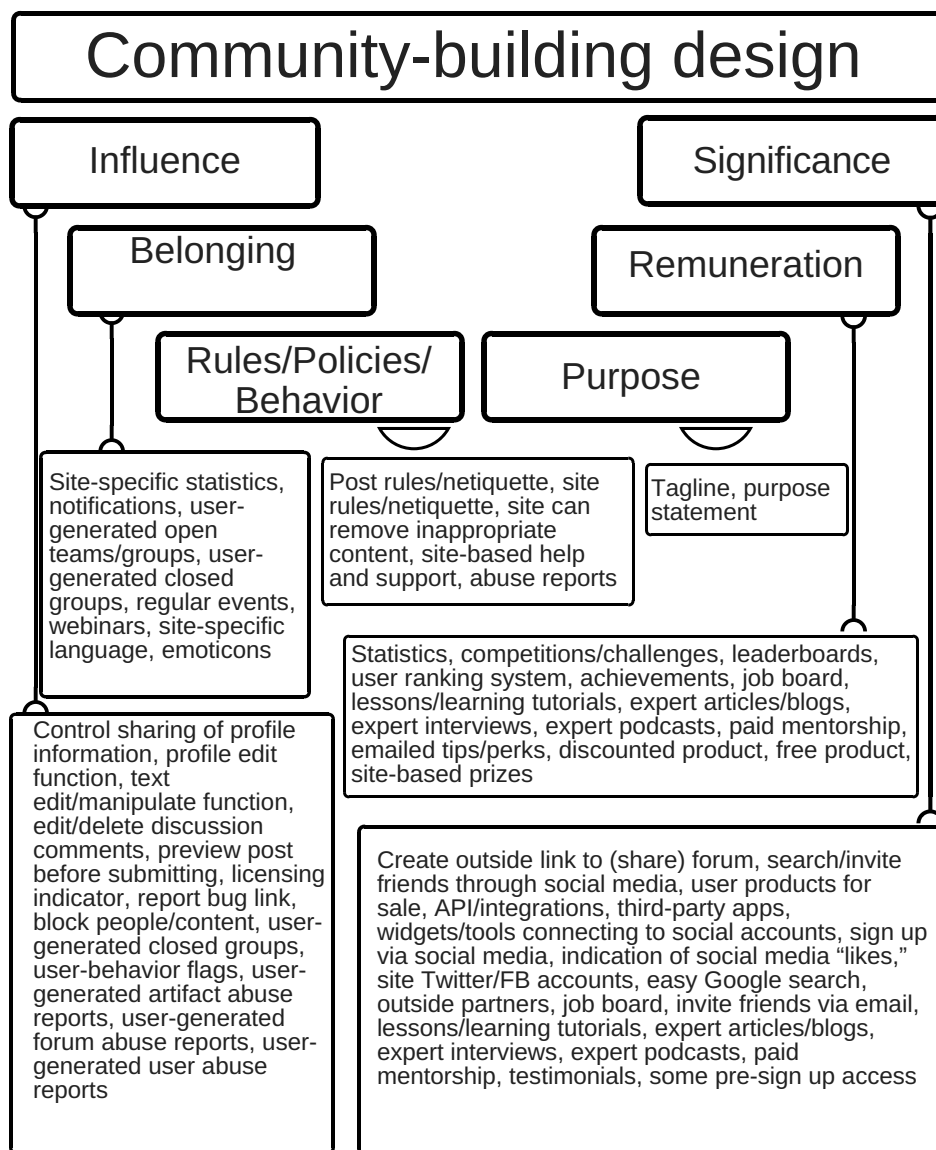 Community-building design
Influence
Significance
Belonging
Remuneration
Rules/Policies/
Behavior
Purpose
Site-specific statistics,
notifications, user-
generated open
teams/groups, user-
generated closed
groups, regular events,
webinars, site-specific
language, emoticons
Post rules/netiquette, site
rules/netiquette, site can
remove inappropriate
content, site-based help
and support, abuse reports
Tagline, purpose
statement
Statistics, competitions/challenges, leaderboards,
user ranking system, achievements, job board,
lessons/learning tutorials, expert articles/blogs,
expert interviews, expert podcasts, paid mentorship,
emailed tips/perks, discounted product, free product,
site-based prizes
Control sharing of profile
information, profile edit
function, text
edit/manipulate function,
edit/delete discussion
comments, preview post
before submitting, licensing
indicator, report bug link,
block people/content, user-
generated closed groups,
user-behavior flags, user-
generated artifact abuse
reports, user-generated
forum abuse reports, user-
generated user abuse
reports
Create outside link to (share) forum, search/invite
friends through social media, user products for
sale, API/integrations, third-party apps,
widgets/tools connecting to social accounts, sign up
via social media, indication of social media “likes,”
site Twitter/FB accounts, easy Google search,
outside partners, job board, invite friends via email,
lessons/learning tutorials, expert articles/blogs,
expert interviews, expert podcasts, paid
mentorship, testimonials, some pre-sign up access